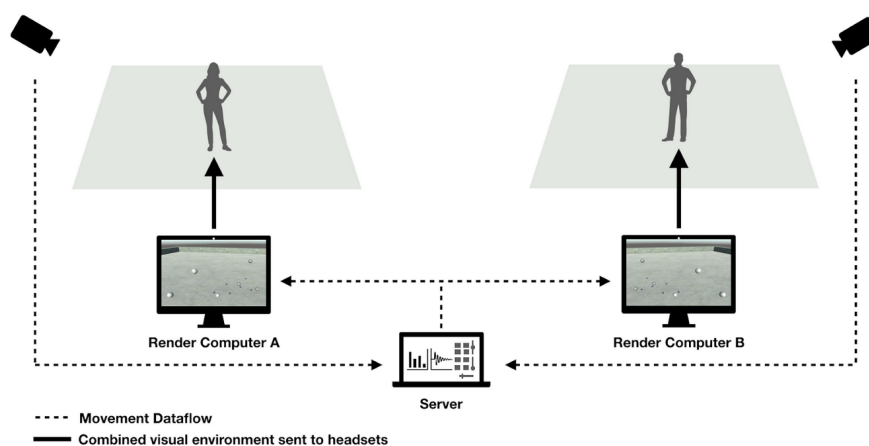 Render Computer A
Render Computer B
Server
Movement Dataflow
Combined visual environment sent to headsets